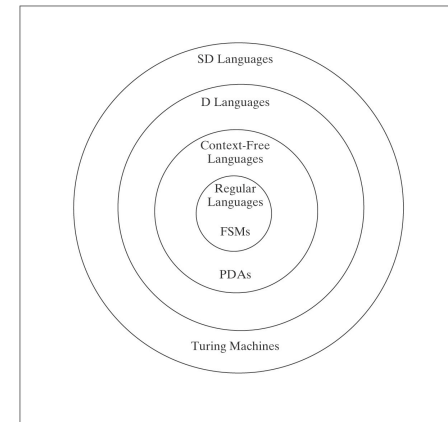 SD Languages
D Languages
Context-Free
Languages
Regular
Languages
FSMs
PDAs
Turing Machines